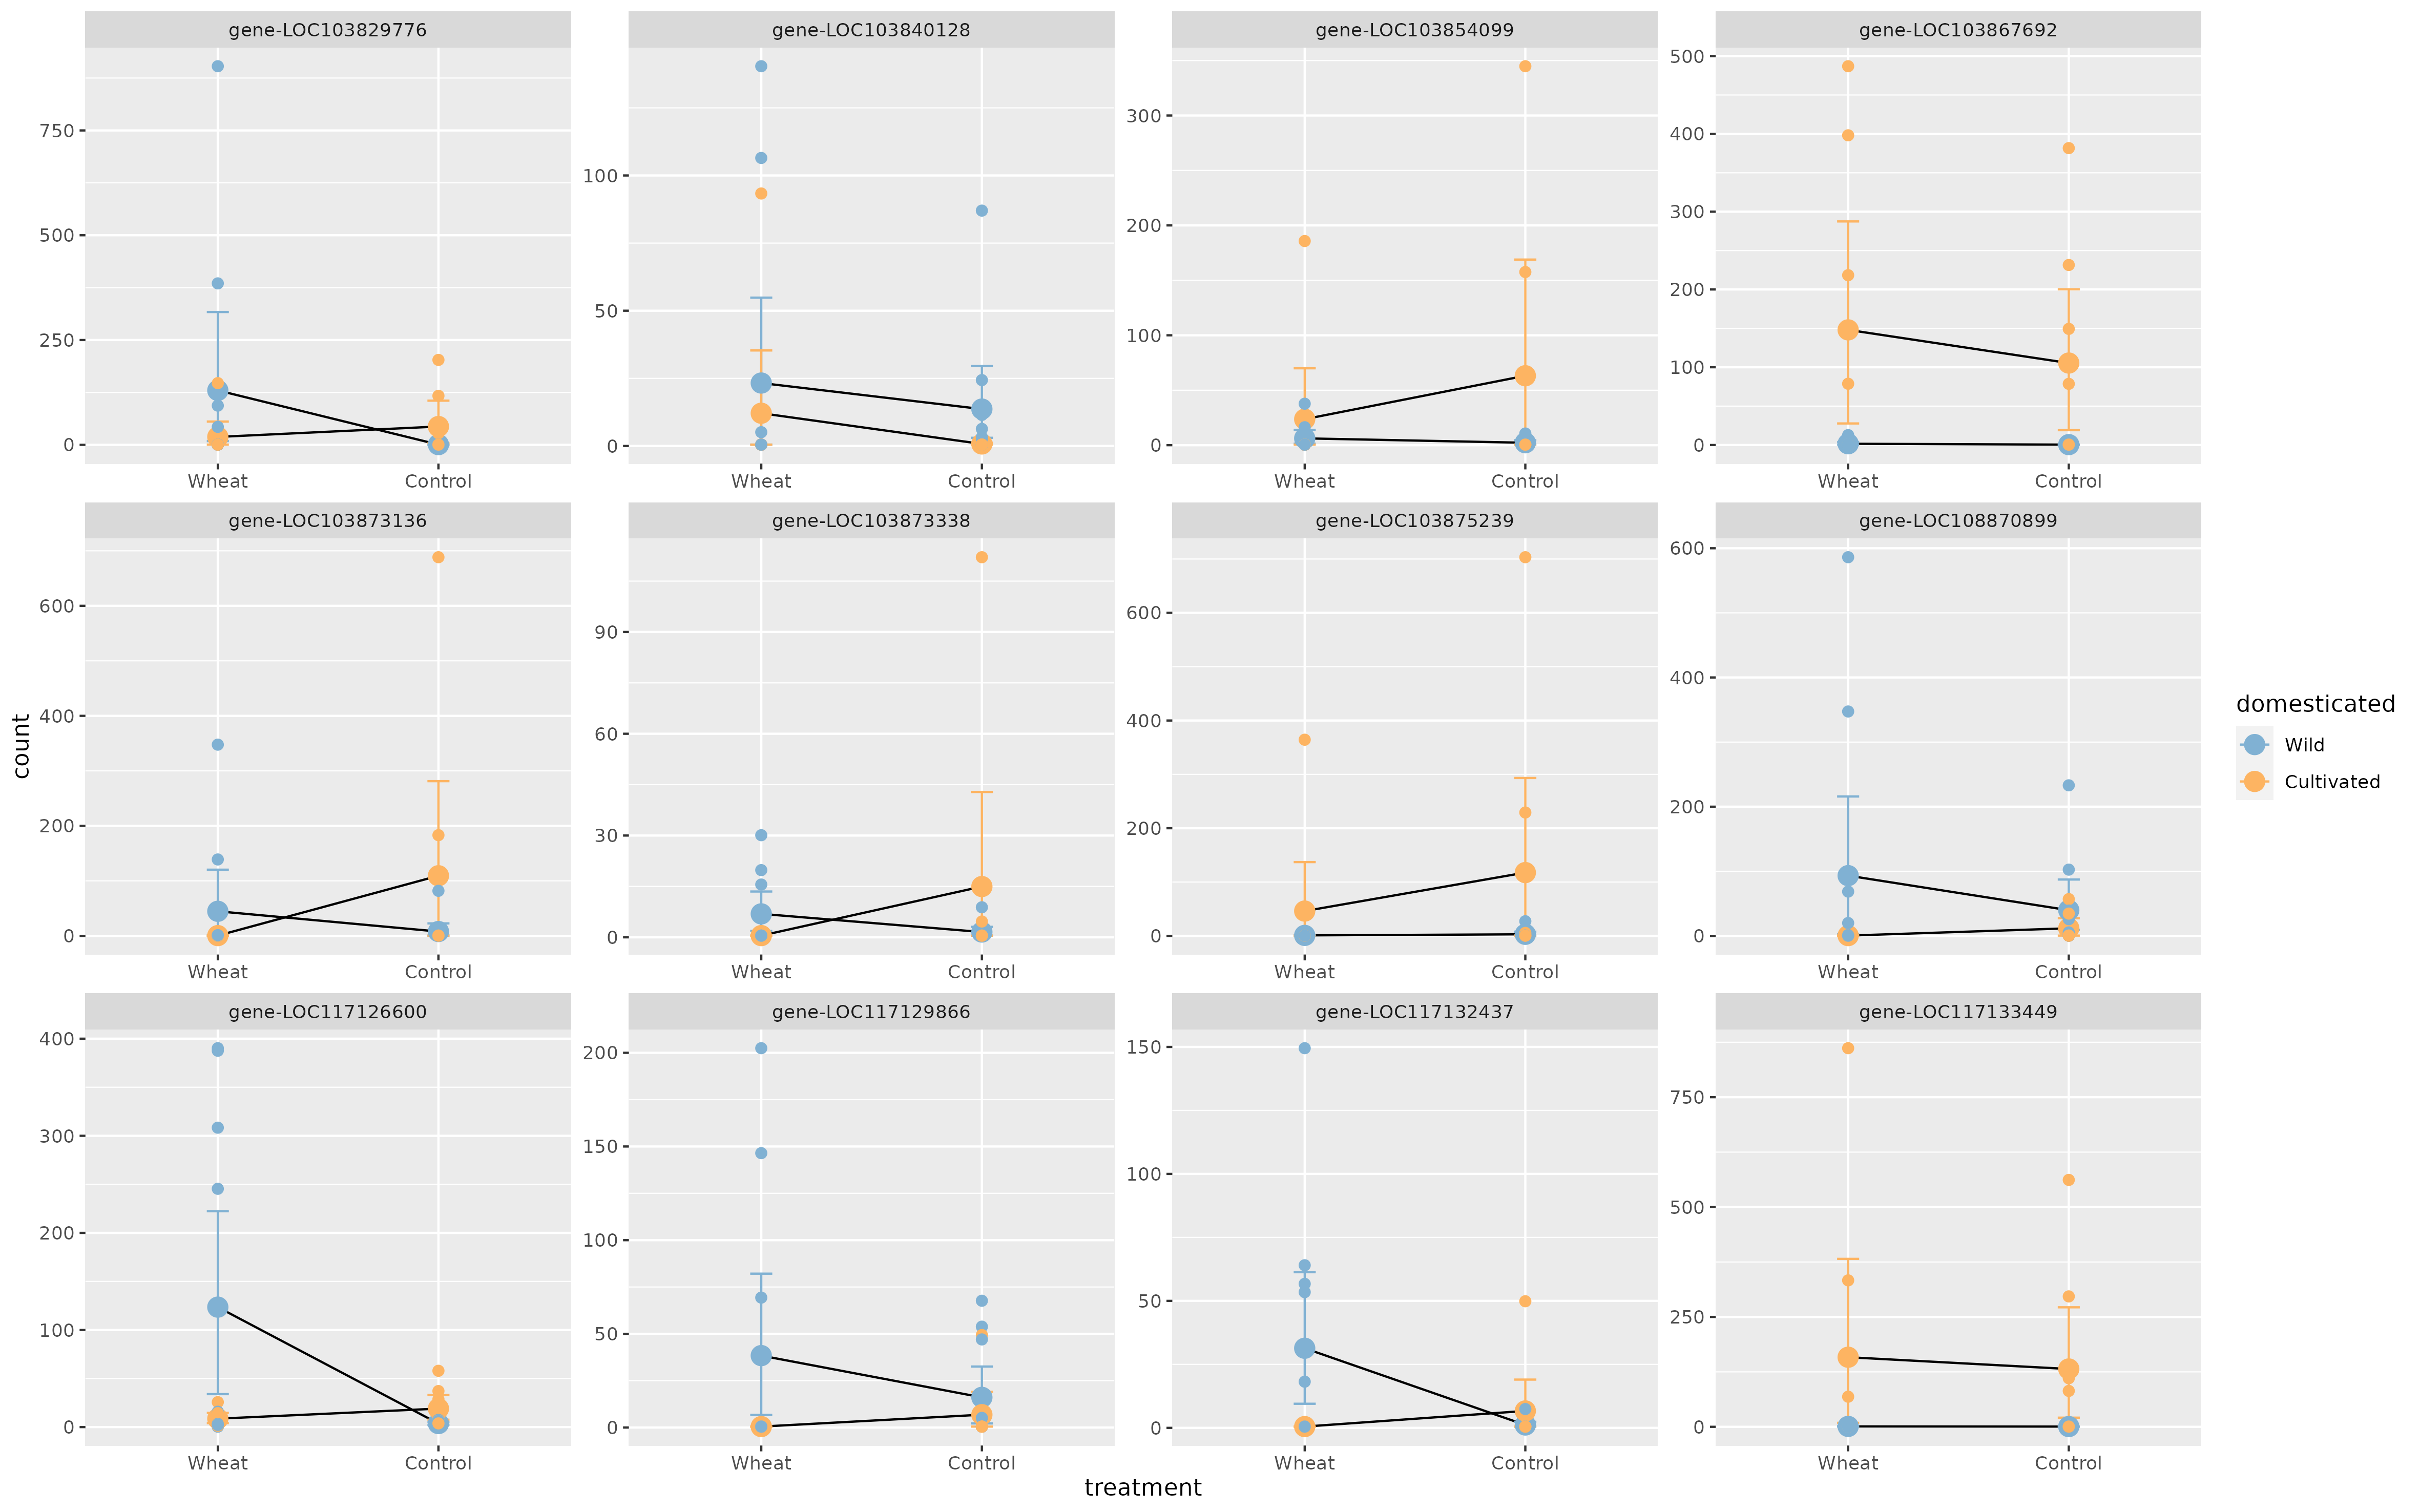 gene-LOC103829776
gene-LOC103840128
gene-LOC103854099
gene-LOC103867692
750
500
250
0
100
50
0
300
200
100
0
500
400
300
200
100
0
Wheat Control
Wheat Control
Wheat Control
Wheat Control
gene-LOC103873136
gene-LOC103873338
gene-LOC103875239
gene-LOC108870899
count
600
400
200
0
90
60
30
0
600
400
200
0
600
400
200
0
Wheat Control
Wheat Control
Wheat Control
Wheat Control
gene-LOC117126600
gene-LOC117129866
gene-LOC117132437
gene-LOC117133449
400
300
200
100
0
200
150
100
50
0
150
100
50
0
750
500
250
0
Wheat Control
Wheat Control
Wheat Control
Wheat Control
treatment
domesticated
Wild
Cultivated